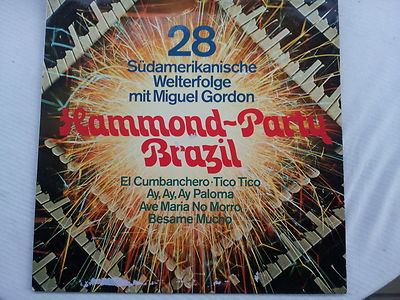 28
Südamerikanische
Welterfolge
mit Miguel Gordon
Hammond-Party
Brazil
El Cumbanchero · Tico Tico
Ay, Ay, Ay Paloma
Ave Maria No Morro
Besame Mucho